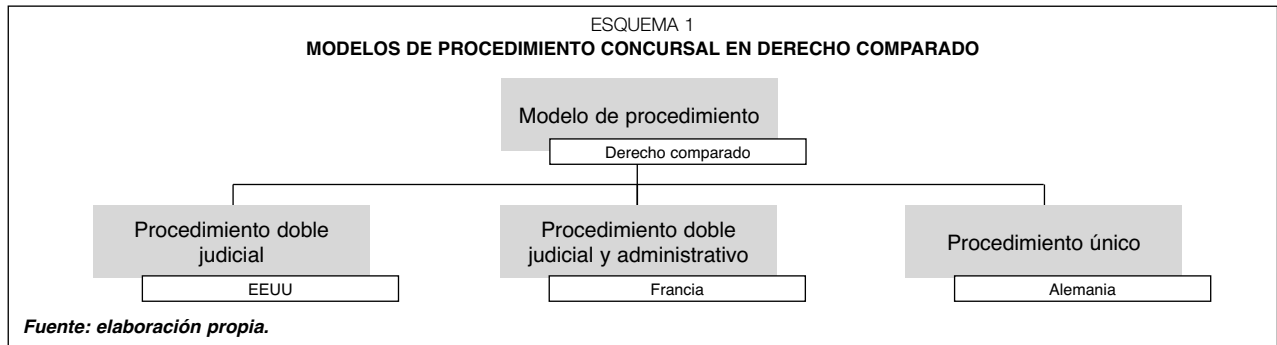 ESQUEMA 1
MODELOS DE PROCEDIMIENTO CONCURSAL EN DERECHO COMPARADO
Modelo de procedimiento
Derecho comparado
Procedimiento doble
judicial
EEUU
Procedimiento doble
judicial y administrativo
Francia
Procedimiento único
Alemania
Fuente: elaboración propia.